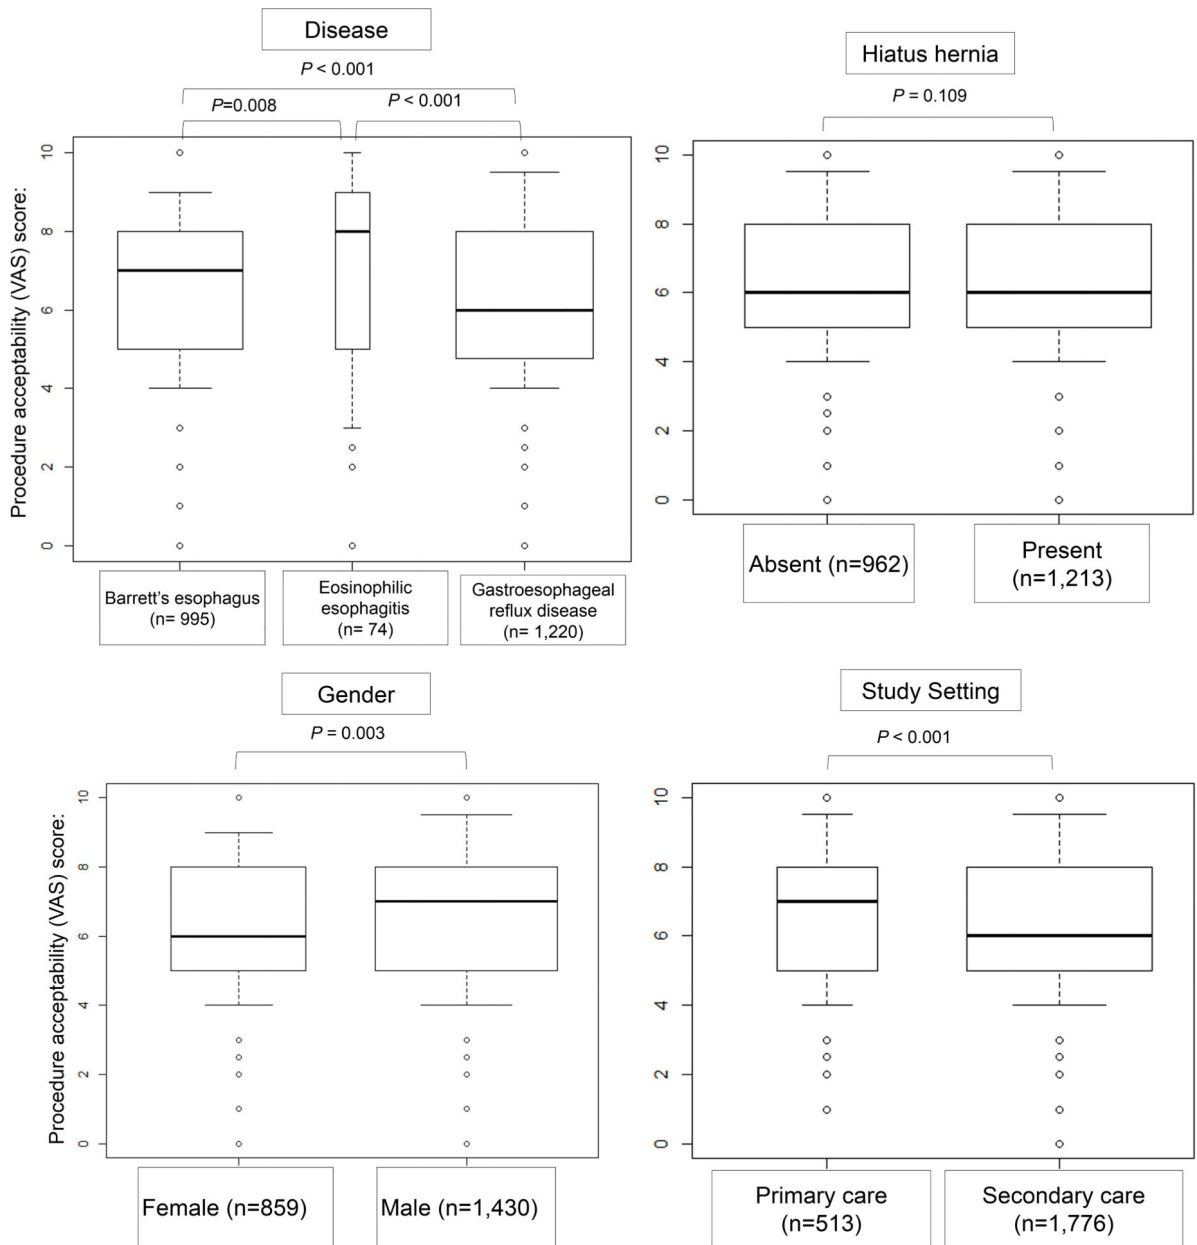 Disease
P < 0.001
P=0.008
P < 0.001
Procedure acceptability (VAS) score:
10
8
6
4
2
0
Barrett's esophagus
(n= 995)
Eosinophilic
esophagitis
(n= 74)
Gastroesophageal
reflux disease
(n= 1,220)
Hiatus hernia
P = 0.109
10
8
6
4
2
0
Absent (n=962)
Present
(n=1,213)
Gender
P = 0.003
Procedure acceptability (VAS) score:
10
8
6
4
2
0
Female (n=859)
Male (n=1,430)
Study Setting
P < 0.001
10
8
6
4
2
0
Primary care
(n=513)
Secondary care
(n=1,776)